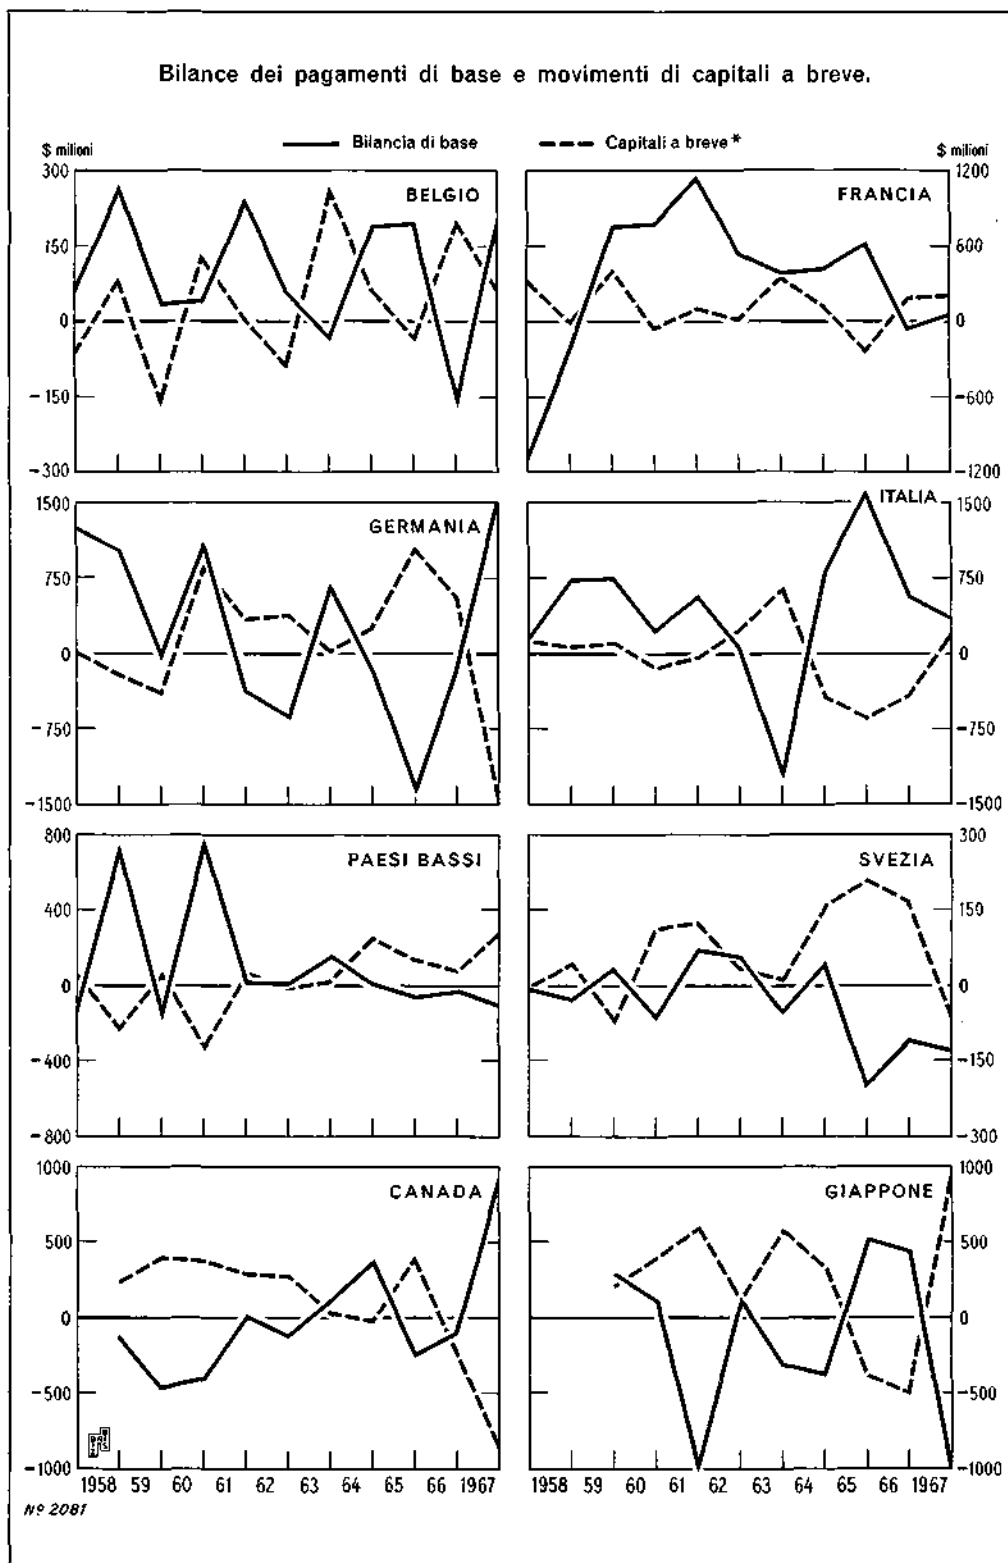 Bilance dei pagamenti di base e movimenti di capitali a breve.
$ milioni
Bilancia di base
Capitali a breve*
$ milioni
300
150
0
−150
−300
BELGIO
FRANCIA
1200
600
0
−600
−1200
1500
750
0
−750
−1500
GERMANIA
ITALIA
1500
750
0
−750
−1500
800
400
0
−400
−800
PAESI BASSI
SVEZIA
300
150
0
−150
−300
1000
500
0
−500
−1000
CANADA
GIAPPONE
1000
500
0
−500
−1000
1958 59 60 61 62 63 64 65 66 1967
1958 59 60 61 62 63 64 65 66 1967
Nº 2081